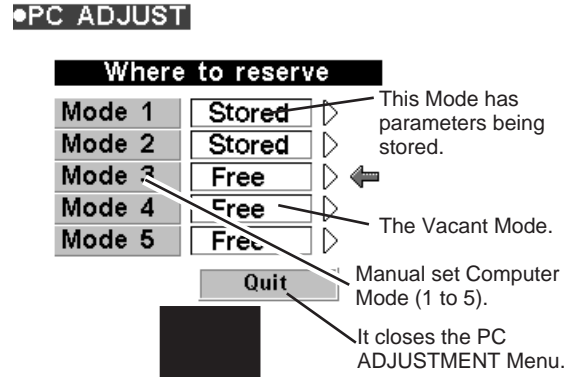 ●PC ADJUST
Where to reserve
Mode 1 Stored
Mode 2 Stored
Mode 3 Free
Mode 4 Free
Mode 5 Free
Quit
This Mode has
parameters being
stored.
The Vacant Mode.
Manual set Computer
Mode (1 to 5).
It closes the PC
ADJUSTMENT Menu.